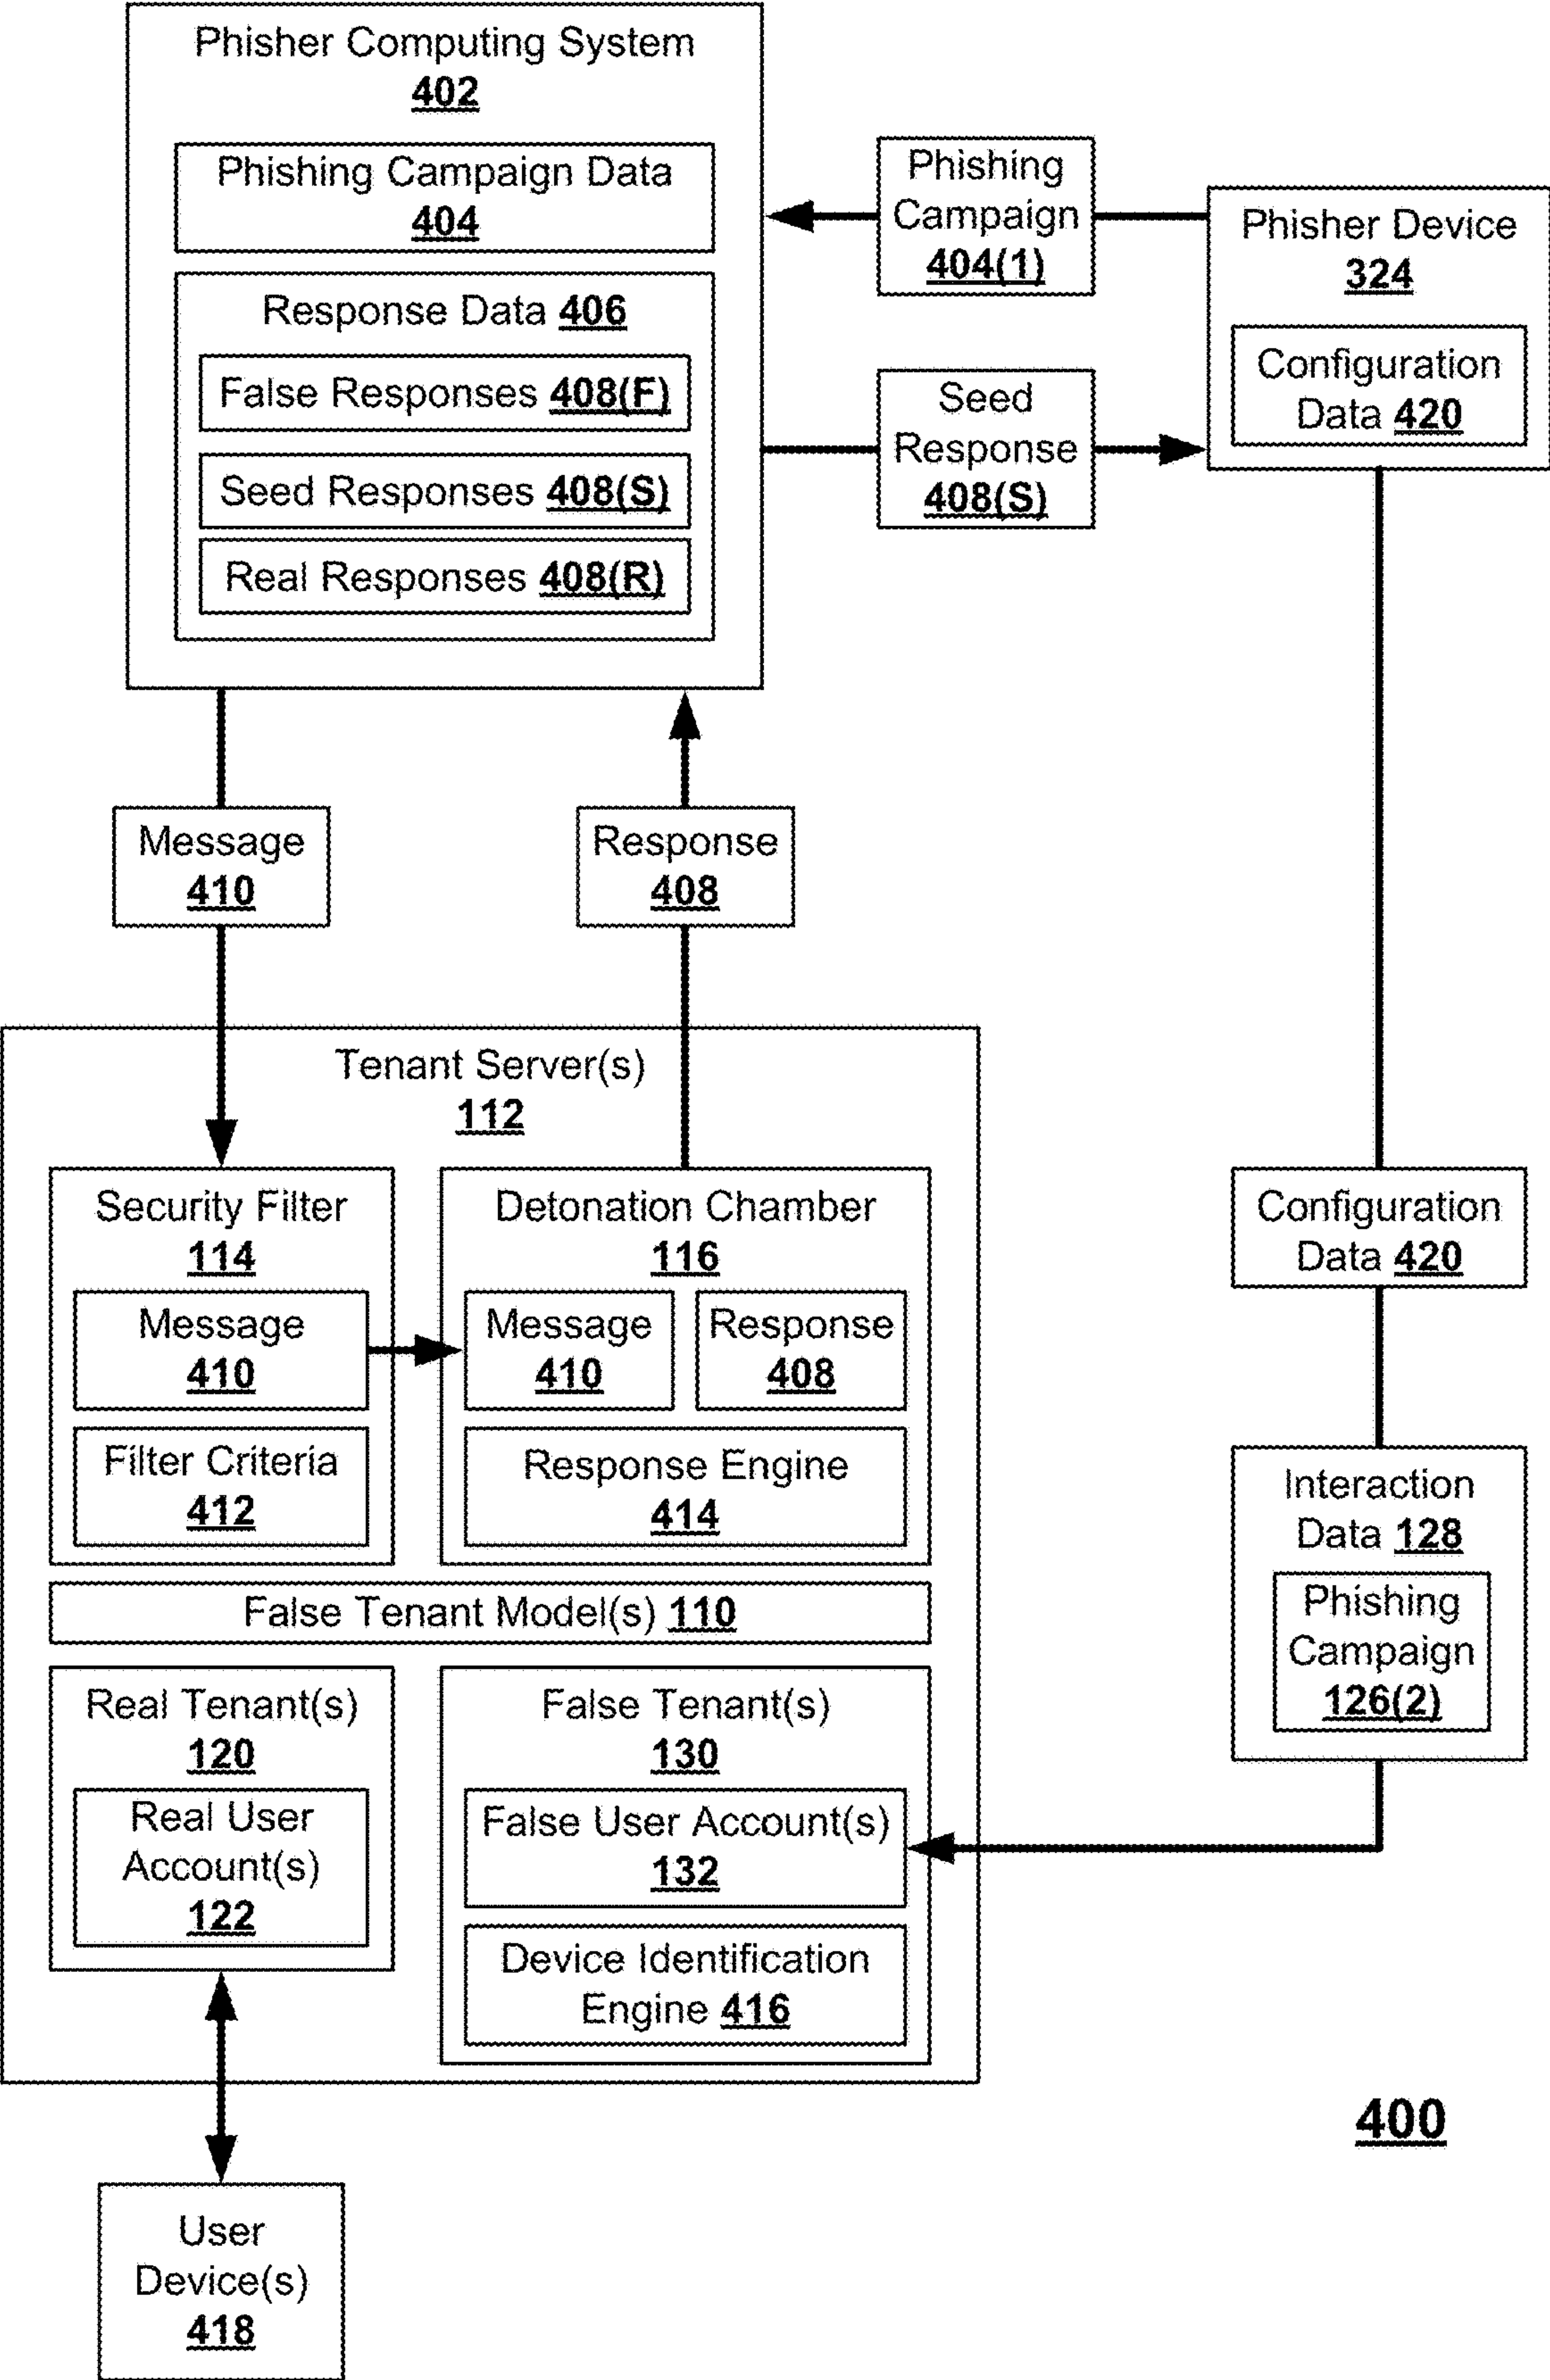 Phisher Computing System
402
Phishing Campaign Data
404
Response Data 406
False Responses 408(F)
Seed Responses 408(S)
Real Responses 408(R)
Phishing
Campaign
404(1)
Seed
Response
408(S)
Phisher Device
324
Configuration
Data 420
Message
410
Response
408
Tenant Server(s)
112
Security Filter
114
Message
410
Filter Criteria
412
Detonation Chamber
116
Message
410
Response
408
Response Engine
414
False Tenant Model(s) 110
Real Tenant(s)
120
Real User
Account(s)
122
False Tenant(s)
130
False User Account(s)
132
Device Identification
Engine 416
Configuration
Data 420
Interaction
Data 128
Phishing
Campaign
126(2)
User
Device(s)
418
400